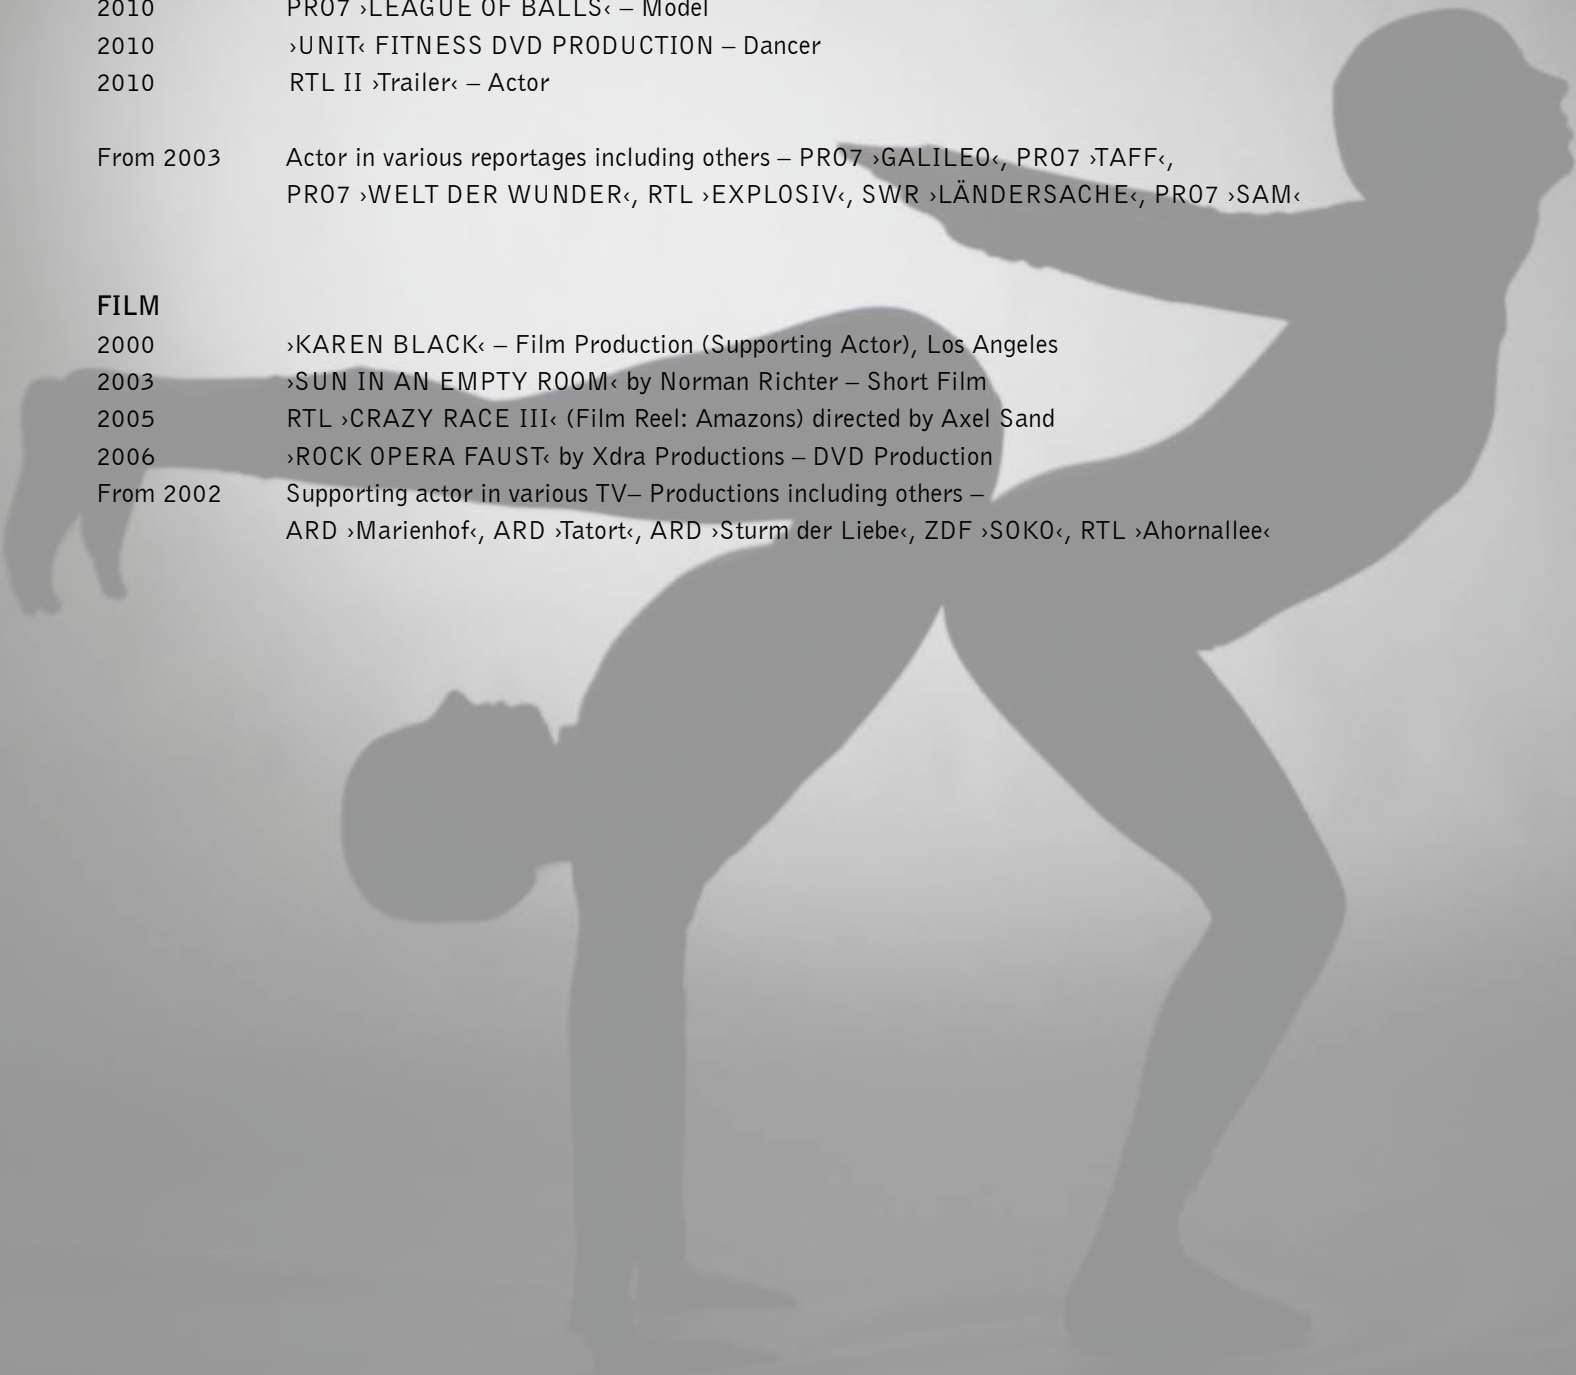 2010 PRO7 ›LEAGUE OF BALLS‹ – Model
2010 ›UNIT‹ FITNESS DVD PRODUCTION – Dancer
2010 RTL II ›Trailer‹ – Actor
From 2003 Actor in various reportages including others – PRO7 ›GALILEO‹, PRO7 ›TAFF‹,
PRO7 ›WELT DER WUNDER‹, RTL ›EXPLOSIV‹, SWR ›LÄNDERSACHE‹, PRO7 ›SAM‹
FILM
2000 ›KAREN BLACK‹ – Film Production (Supporting Actor), Los Angeles
2003 ›SUN IN AN EMPTY ROOM‹ by Norman Richter – Short Film
2005 RTL ›CRAZY RACE III‹ (Film Reel: Amazons) directed by Axel Sand
2006 ›ROCK OPERA FAUST‹ by Xdra Productions – DVD Production
From 2002 Supporting actor in various TV– Productions including others –
ARD ›Marienhof‹, ARD ›Tatort‹, ARD ›Sturm der Liebe‹, ZDF ›SOKO‹, RTL ›Ahornallee‹